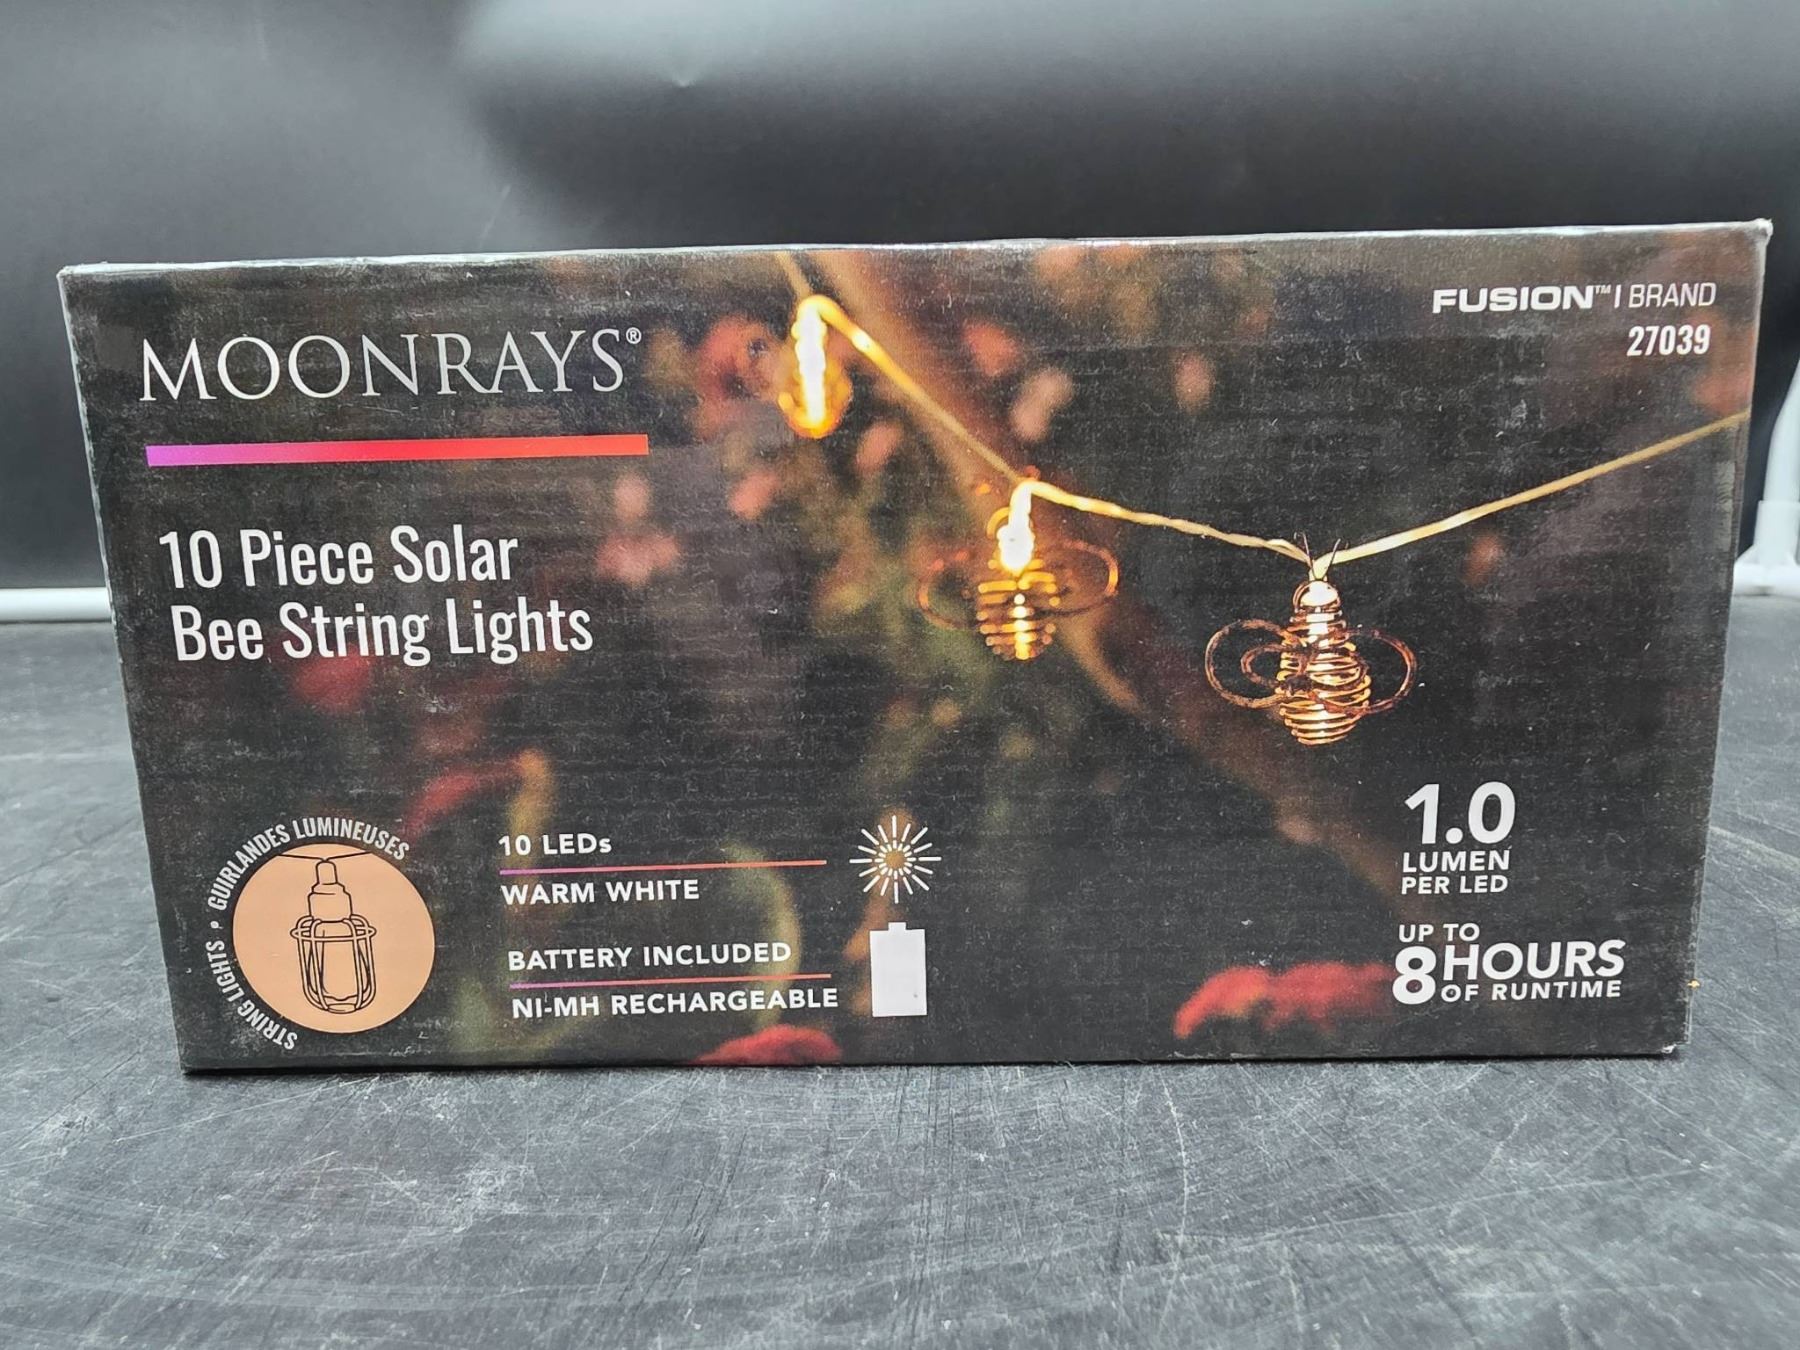 MOONRAYS®
FUSION™ | BRAND
27039
10 Piece Solar
Bee String Lights
STRING LIGHTS • GUIRLANDES LUMINEUSES
10 LEDs
WARM WHITE
BATTERY INCLUDED
NI-MH RECHARGEABLE
1.0
LUMEN
PER LED
UP TO
8 HOURS
OF RUNTIME